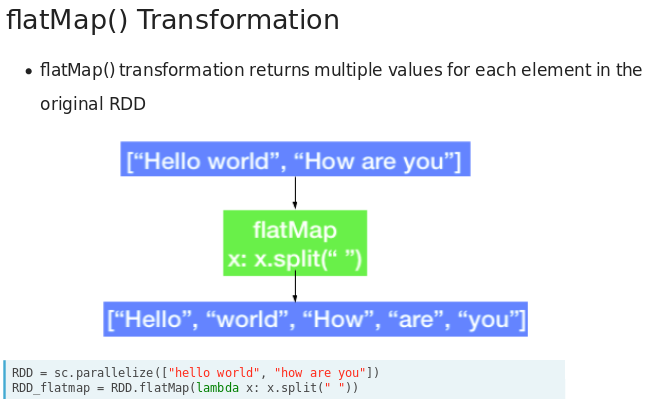 flatMap() Transformation
• flatMap() transformation returns multiple values for each element in the
original RDD
[“Hello world”, “How are you”]
flatMap
x: x.split(“ ”)
[“Hello”, “world”, “How”, “are”, “you”]
RDD = sc.parallelize(["hello world", "how are you"])
RDD_flatmap = RDD.flatMap(lambda x: x.split(" "))